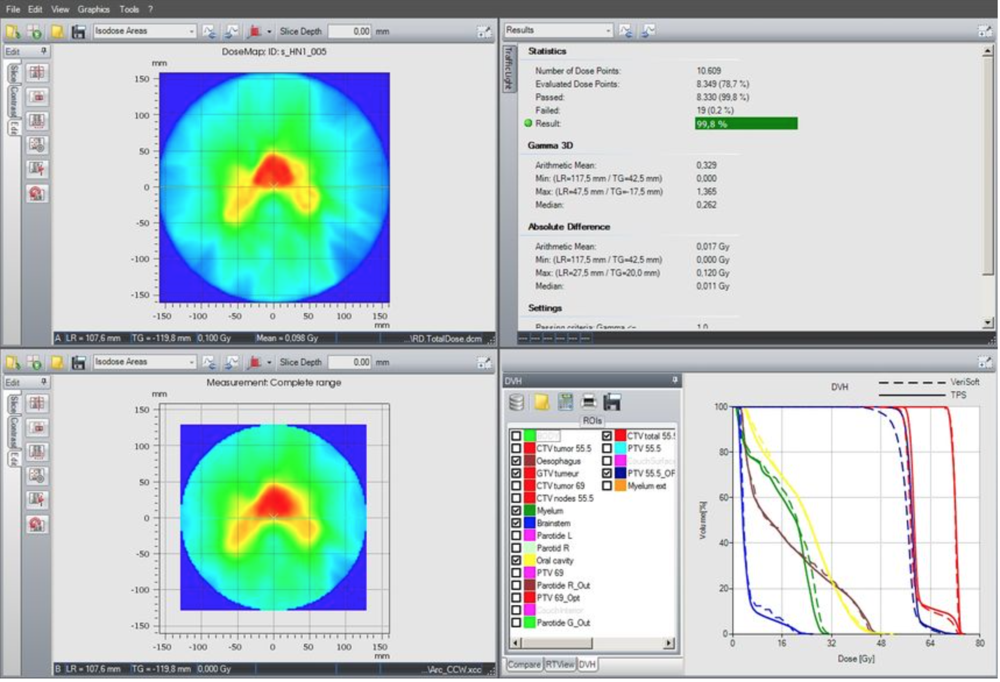 File Edit View Graphics Tools ?
Isodose Areas Slice Depth 0,00 mm
Edit
Slice
Contrast
DoseMap: ID: s_HN1_005
mm
150
100
50
0
-50
-100
-150
-150 -100 -50 0 50 100 150
mm
A LR = 107,6 mm TG = -119,8 mm 0,100 Gy Mean = 0,098 Gy ...\RD.TotalDose.dcm
Results
TrafficLight
Statistics
Number of Dose Points: 10.609
Evaluated Dose Points: 8.349 (78,7 %)
Passed: 8.330 (99,8 %)
Failed: 19 (0,2 %)
Result: 99,8 %
Gamma 3D
Arithmetic Mean: 0,329
Min: (LR=117,5 mm / TG=42,5 mm) 0,000
Max: (LR=47,5 mm / TG=-17,5 mm) 1,365
Median: 0,262
Absolute Difference
Arithmetic Mean: 0,017 Gy
Min: (LR=117,5 mm / TG=42,5 mm) 0,000 Gy
Max: (LR=27,5 mm / TG=20,0 mm) 0,120 Gy
Median: 0,011 Gy
Settings
Passing criteria: Gamma <= 1,0
Isodose Areas Slice Depth 0,00 mm
Edit
Slice
Contrast
Measurement: Complete range
mm
150
100
50
0
-50
-100
-150
-150 -100 -50 0 50 100 150
mm
B LR = 107,6 mm TG = -119,8 mm 0,000 Gy ...\Arc_CCW.xcc
DVH
ROIs
BODY
CTV tumor 55.5
Oesophagus
GTV tumeur
CTV tumor 69
CTV nodes 55.5
Myelum
Brainstem
Parotide L
Parotid R
Oral cavity
PTV 69
Parotide R_Out
PTV 69_Opt
CouchInterior
Parotide G_Out
CTV total 55.5
PTV 55.5
CouchSurface
PTV 55.5_OP
Myelum ext
Compare RTView DVH
DVH
VeriSoft
TPS
Volume[%]
100
80
60
40
20
0
0 16 32 48 64 80
Dose [Gy]